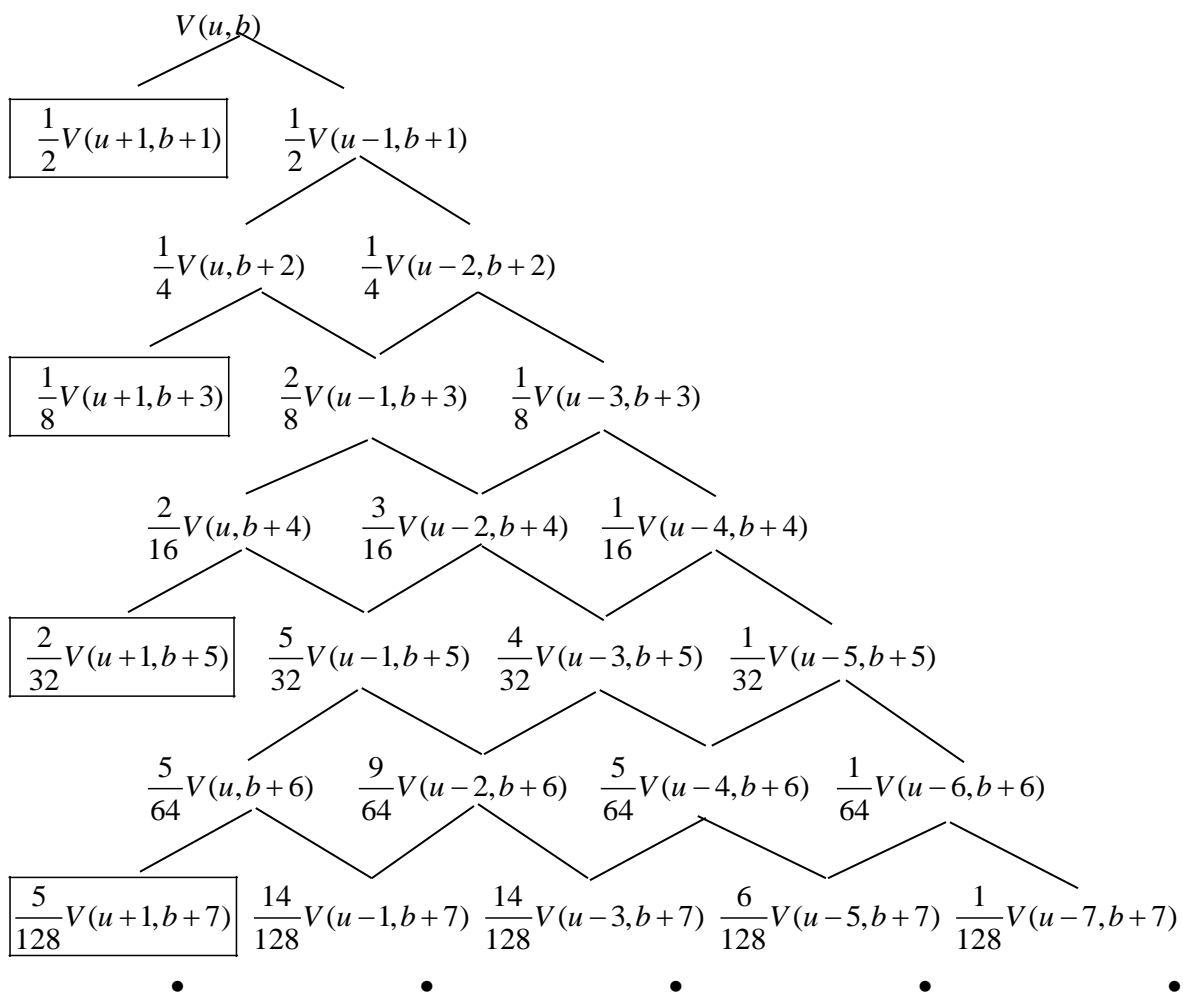 V(u,b)
1/2 V(u+1,b+1) 1/2 V(u−1,b+1)
1/4 V(u,b+2) 1/4 V(u−2,b+2)
1/8 V(u+1,b+3) 2/8 V(u−1,b+3) 1/8 V(u−3,b+3)
2/16 V(u,b+4) 3/16 V(u−2,b+4) 1/16 V(u−4,b+4)
2/32 V(u+1,b+5) 5/32 V(u−1,b+5) 4/32 V(u−3,b+5) 1/32 V(u−5,b+5)
5/64 V(u,b+6) 9/64 V(u−2,b+6) 5/64 V(u−4,b+6) 1/64 V(u−6,b+6)
5/128 V(u+1,b+7) 14/128 V(u−1,b+7) 14/128 V(u−3,b+7) 6/128 V(u−5,b+7) 1/128 V(u−7,b+7)
• • • • •